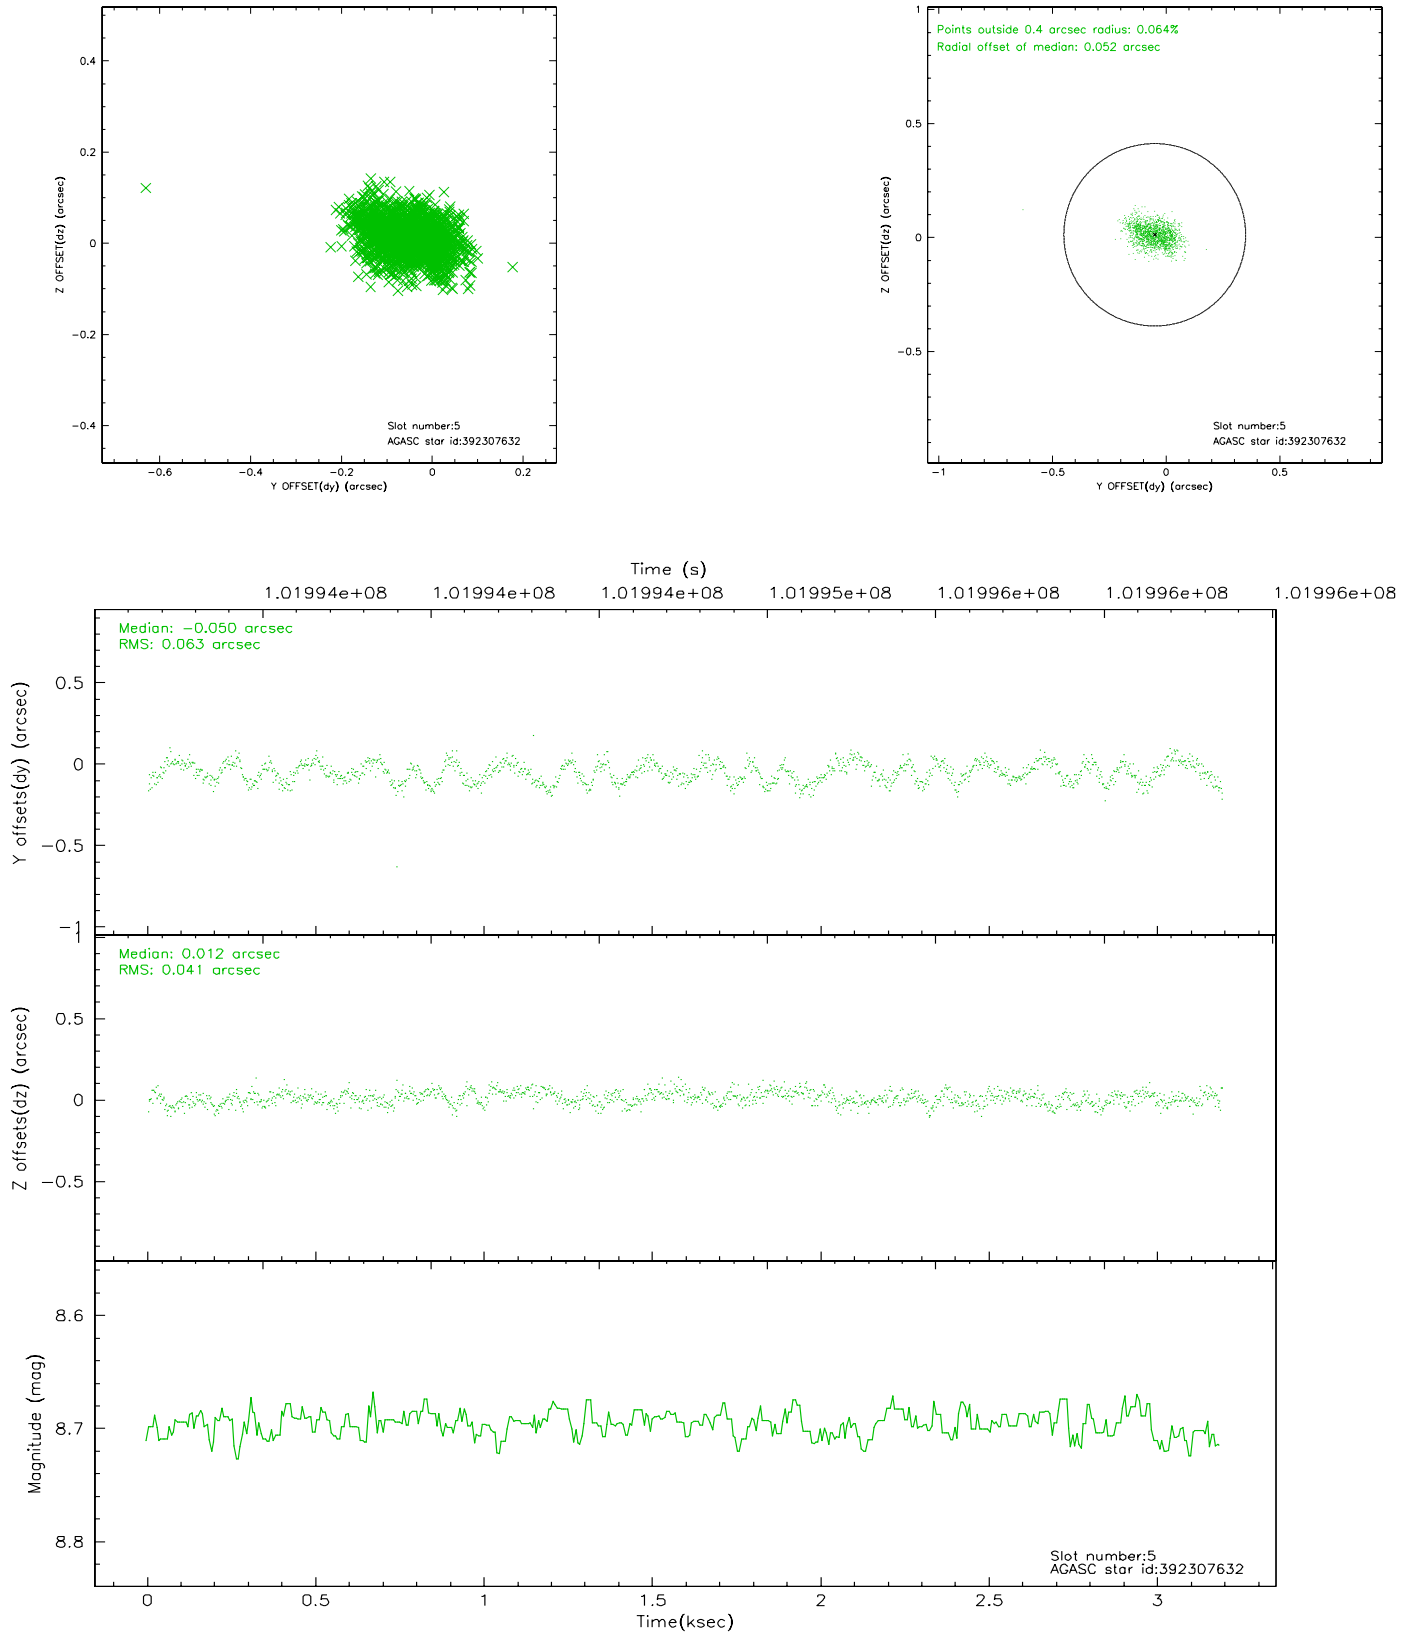 0.4
0.2
0
−0.2
−0.4
Z OFFSET(dz) (arcsec)
Slot number:5
AGASC star id:392307632
−0.6 −0.4 −0.2 0 0.2
Y OFFSET(dy) (arcsec)
Points outside 0.4 arcsec radius: 0.064%
Radial offset of median: 0.052 arcsec
1
0.5
0
−0.5
Z OFFSET(dz) (arcsec)
Slot number:5
AGASC star id:392307632
−1 −0.5 0 0.5
Y OFFSET(dy) (arcsec)
Time (s)
1.01994e+08 1.01994e+08 1.01994e+08 1.01995e+08 1.01996e+08 1.01996e+08 1.01996e+08
Median: −0.050 arcsec
RMS: 0.063 arcsec
0.5
0
−0.5
−1
Y offsets(dy) (arcsec)
Median: 0.012 arcsec
RMS: 0.041 arcsec
1
0.5
0
−0.5
Z offsets(dz) (arcsec)
8.6
8.7
8.8
Magnitude (mag)
Slot number:5
AGASC star id:392307632
0 0.5 1 1.5 2 2.5 3
Time(ksec)